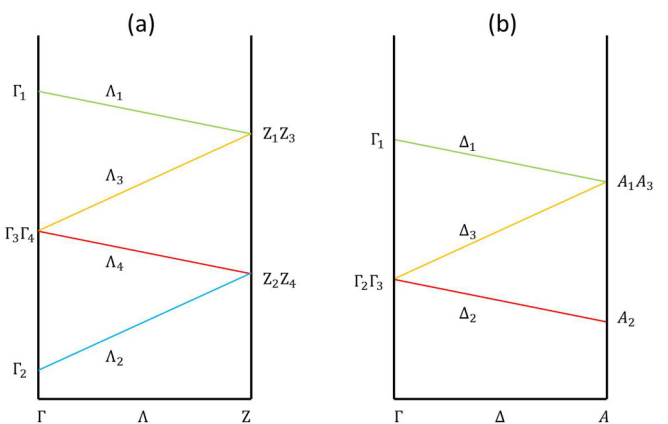 (a)
Γ₁
Λ₁
Z₁Z₃
Λ₃
Γ₃Γ₄
Λ₄
Z₂Z₄
Λ₂
Γ₂
Γ Λ Z
(b)
Γ₁
Δ₁
A₁A₃
Δ₃
Γ₂Γ₃
Δ₂
A₂
Γ Δ A